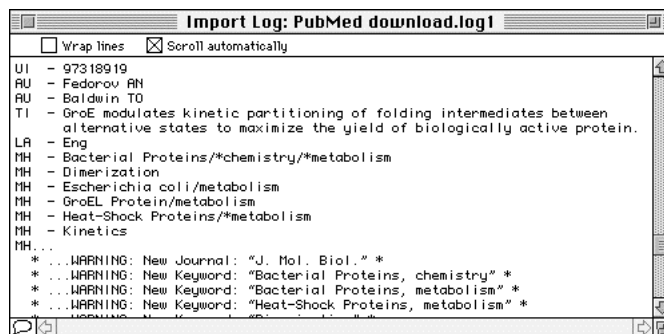 Import Log: PubMed download.log1
Wrap lines Scroll automatically
UI - 97318919
AU - Fedorov AN
AU - Baldwin TO
TI - GroE modulates kinetic partitioning of folding intermediates between
alternative states to maximize the yield of biologically active protein.
LA - Eng
MH - Bacterial Proteins/*chemistry/*metabolism
MH - Dimerization
MH - Escherichia coli/metabolism
MH - GroEL Protein/metabolism
MH - Heat-Shock Proteins/*metabolism
MH - Kinetics
MH...
* ...WARNING: New Journal: “J. Mol. Biol.” *
* ...WARNING: New Keyword: “Bacterial Proteins, chemistry” *
* ...WARNING: New Keyword: “Bacterial Proteins, metabolism” *
* ...WARNING: New Keyword: “Heat-Shock Proteins, metabolism” *